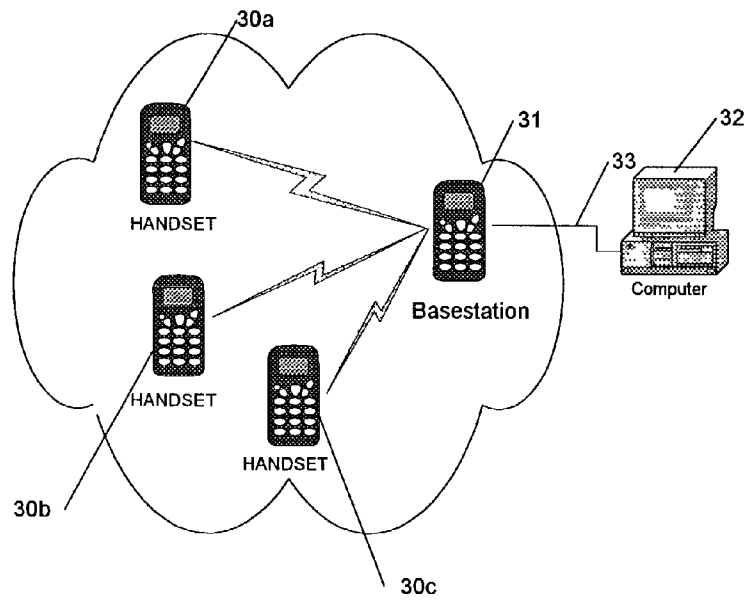 30a
31
32
33
HANDSET
Computer
Basestation
HANDSET
HANDSET
30b
30c